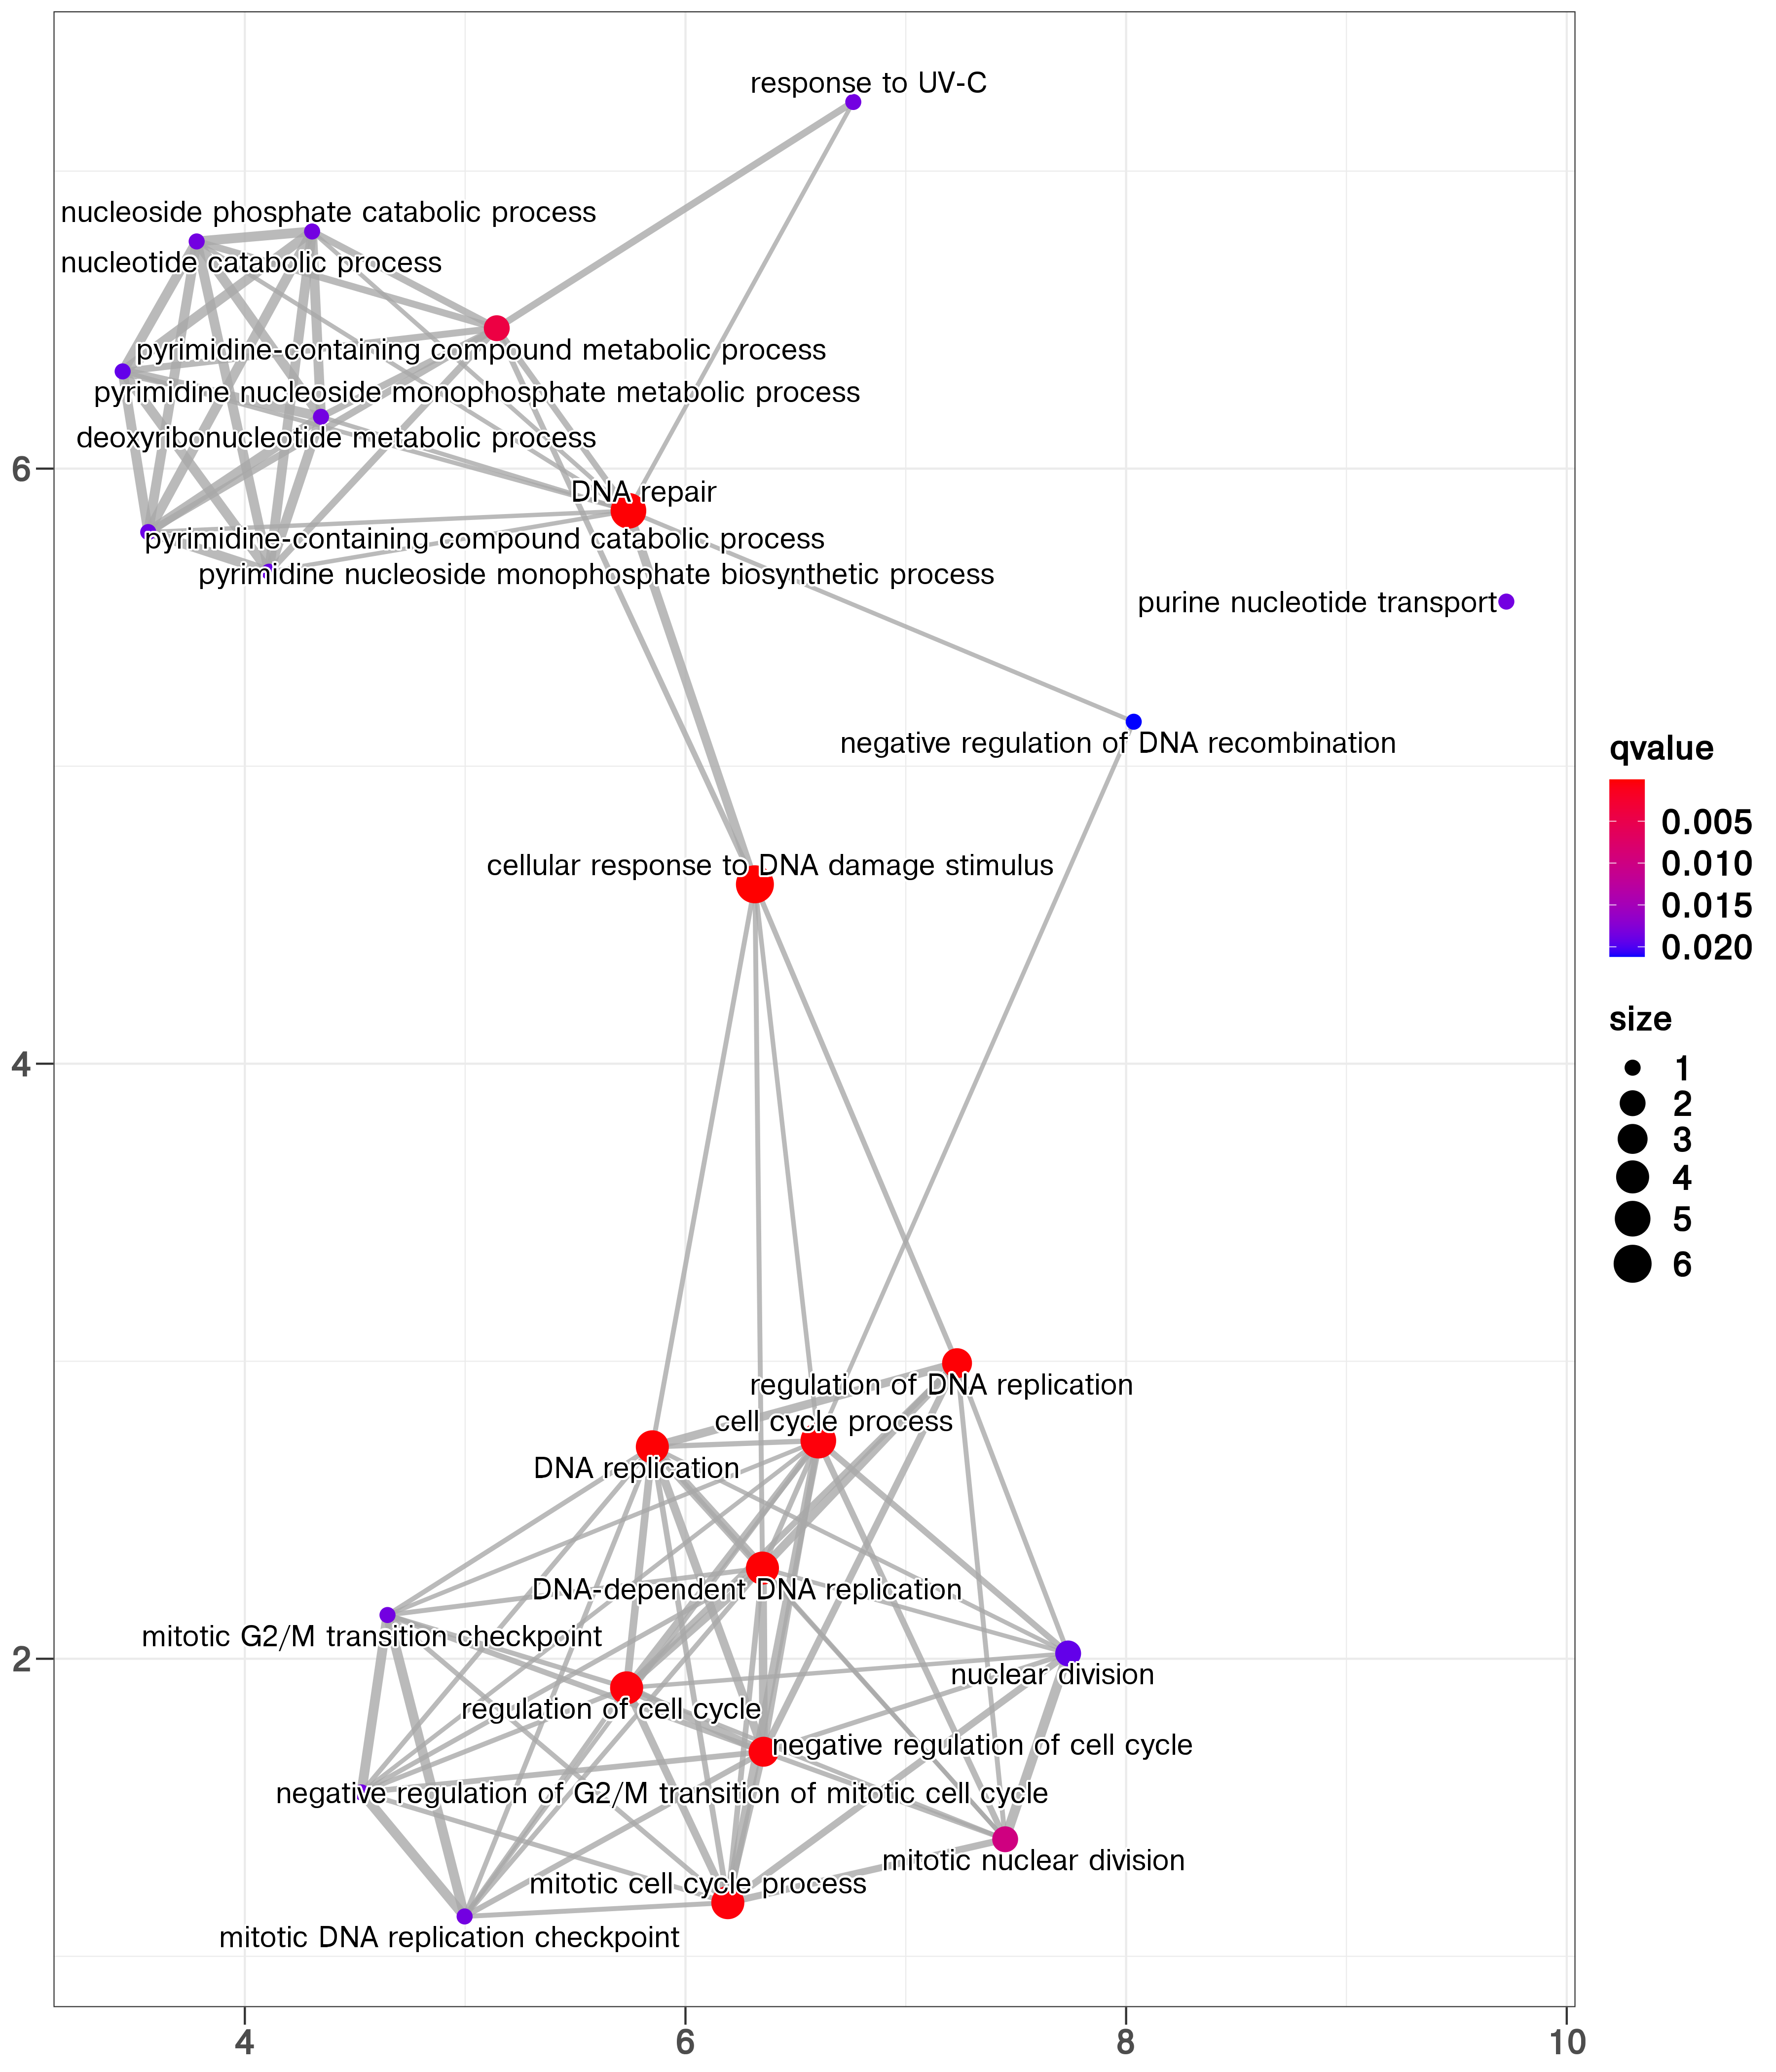 response to UV-C
nucleoside phosphate catabolic process
nucleotide catabolic process
pyrimidine-containing compound metabolic process
pyrimidine nucleoside monophosphate metabolic process
deoxyribonucleotide metabolic process
6
DNA repair
pyrimidine-containing compound catabolic process
pyrimidine nucleoside monophosphate biosynthetic process
purine nucleotide transport
negative regulation of DNA recombination
cellular response to DNA damage stimulus
4
regulation of DNA replication
cell cycle process
DNA replication
DNA-dependent DNA replication
mitotic G2/M transition checkpoint
2
nuclear division
regulation of cell cycle
negative regulation of cell cycle
negative regulation of G2/M transition of mitotic cell cycle
mitotic nuclear division
mitotic cell cycle process
mitotic DNA replication checkpoint
4
6
8
10
qvalue
0.005
0.010
0.015
0.020
size
1
2
3
4
5
6